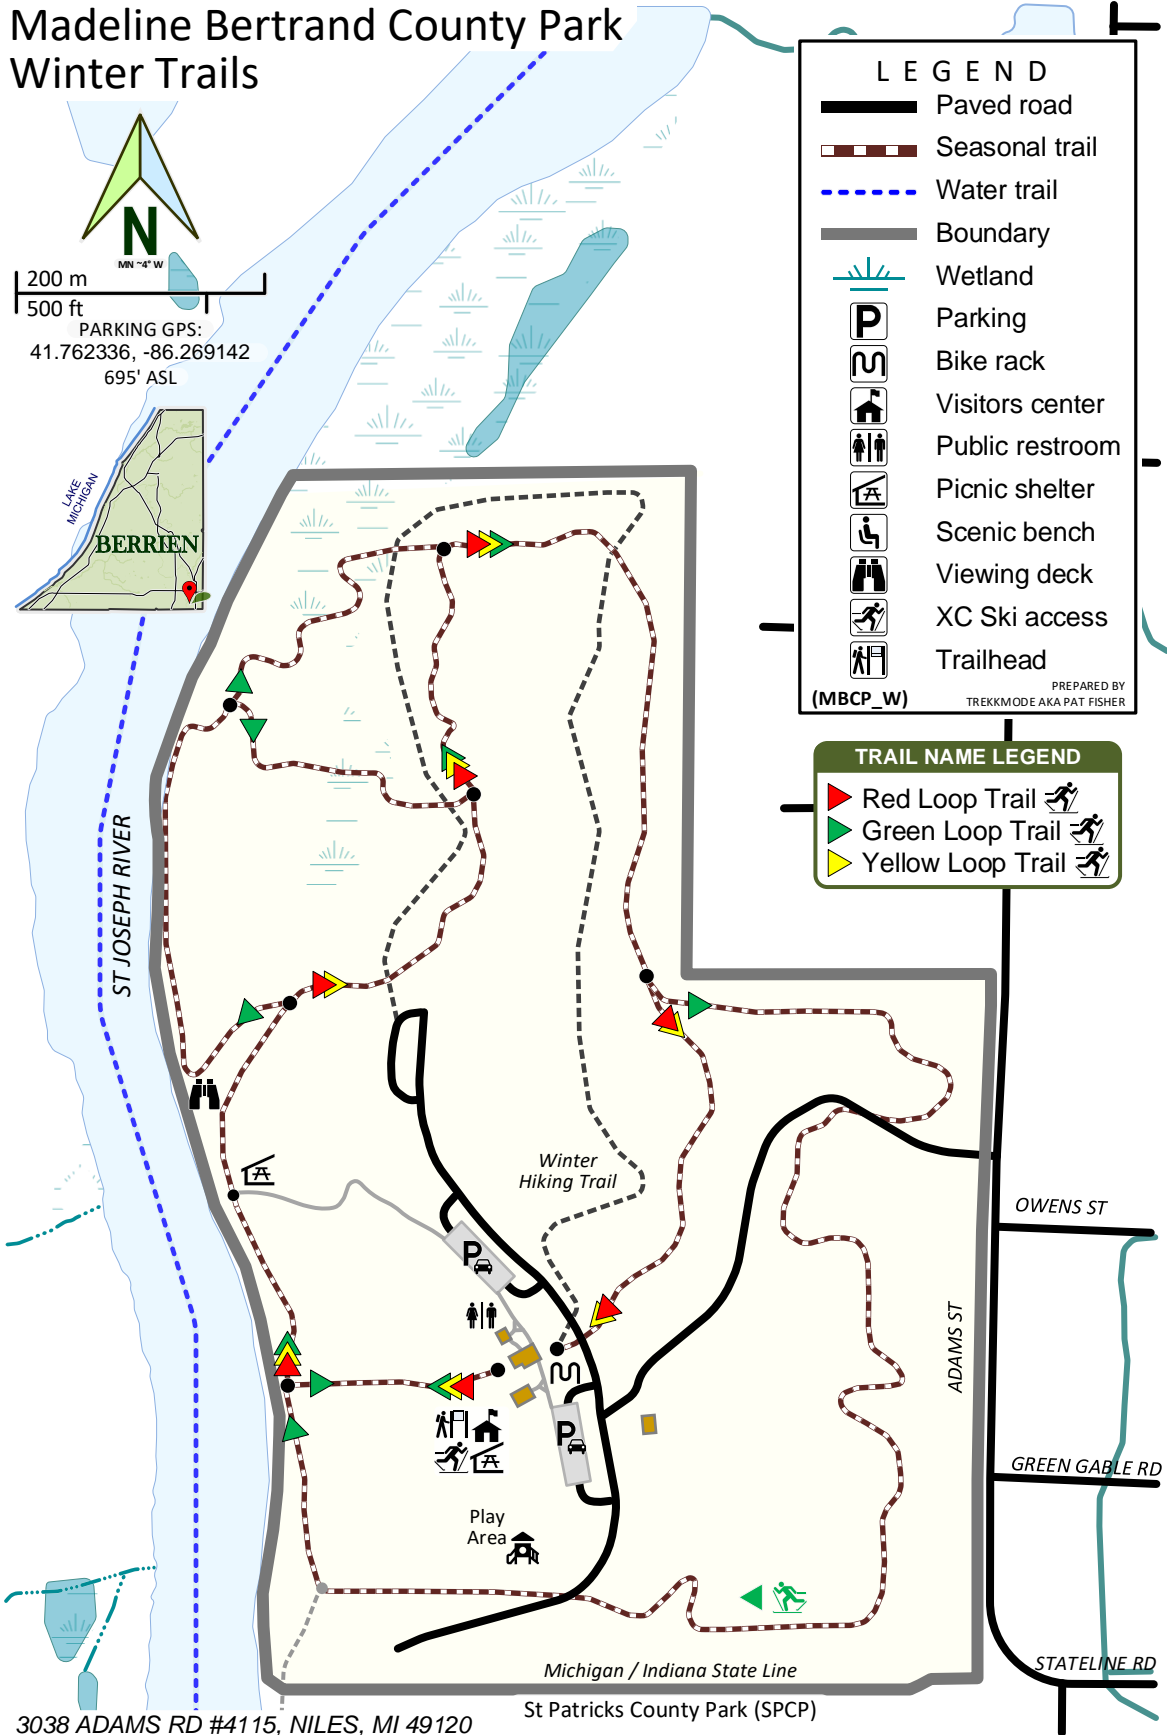 Madeline Bertrand County Park
Winter Trails
N
MN ~4° W
200 m
500 ft
PARKING GPS:
41.762336, -86.269142
695' ASL
LAKE
MICHIGAN
BERRIEN
ST JOSEPH RIVER
L E G E N D
Paved road
Seasonal trail
Water trail
Boundary
Wetland
P Parking
Bike rack
Visitors center
Public restroom
Picnic shelter
Scenic bench
Viewing deck
XC Ski access
Trailhead
(MBCP_W)
PREPARED BY
TREKKMODE AKA PAT FISHER
TRAIL NAME LEGEND
Red Loop Trail
Green Loop Trail
Yellow Loop Trail
Winter
Hiking Trail
P
P
Play
Area
OWENS ST
ADAMS ST
GREEN GABLE RD
STATELINE RD
Michigan / Indiana State Line
St Patricks County Park (SPCP)
3038 ADAMS RD #4115, NILES, MI 49120